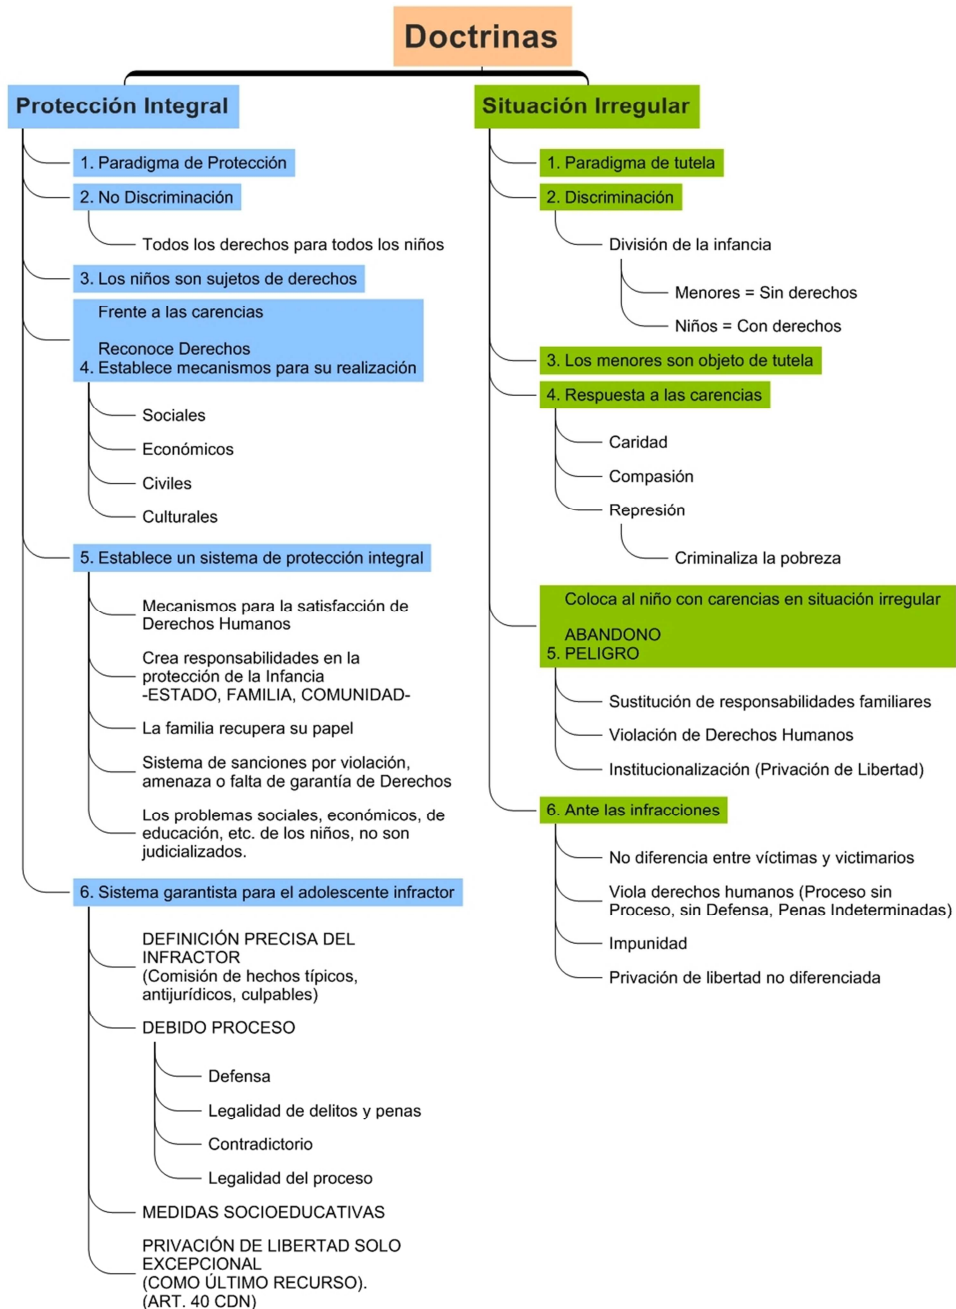 Doctrinas
Protección Integral
1. Paradigma de Protección
2. No Discriminación
Todos los derechos para todos los niños
3. Los niños son sujetos de derechos
Frente a las carencias
Reconoce Derechos
4. Establece mecanismos para su realización
Sociales
Económicos
Civiles
Culturales
5. Establece un sistema de protección integral
Mecanismos para la satisfacción de
Derechos Humanos
Crea responsabilidades en la
protección de la Infancia
-ESTADO, FAMILIA, COMUNIDAD-
La familia recupera su papel
Sistema de sanciones por violación,
amenaza o falta de garantía de Derechos
Los problemas sociales, económicos, de
educación, etc. de los niños, no son
judicializados.
6. Sistema garantista para el adolescente infractor
DEFINICIÓN PRECISA DEL
INFRACTOR
(Comisión de hechos típicos,
antijurídicos, culpables)
DEBIDO PROCESO
Defensa
Legalidad de delitos y penas
Contradictorio
Legalidad del proceso
MEDIDAS SOCIOEDUCATIVAS
PRIVACIÓN DE LIBERTAD SOLO
EXCEPCIONAL
(COMO ÚLTIMO RECURSO).
(ART. 40 CDN)
Situación Irregular
1. Paradigma de tutela
2. Discriminación
División de la infancia
Menores = Sin derechos
Niños = Con derechos
3. Los menores son objeto de tutela
4. Respuesta a las carencias
Caridad
Compasión
Represión
Criminaliza la pobreza
Coloca al niño con carencias en situación irregular
ABANDONO
5. PELIGRO
Sustitución de responsabilidades familiares
Violación de Derechos Humanos
Institucionalización (Privación de Libertad)
6. Ante las infracciones
No diferencia entre víctimas y victimarios
Viola derechos humanos (Proceso sin
Proceso, sin Defensa, Penas Indeterminadas)
Impunidad
Privación de libertad no diferenciada